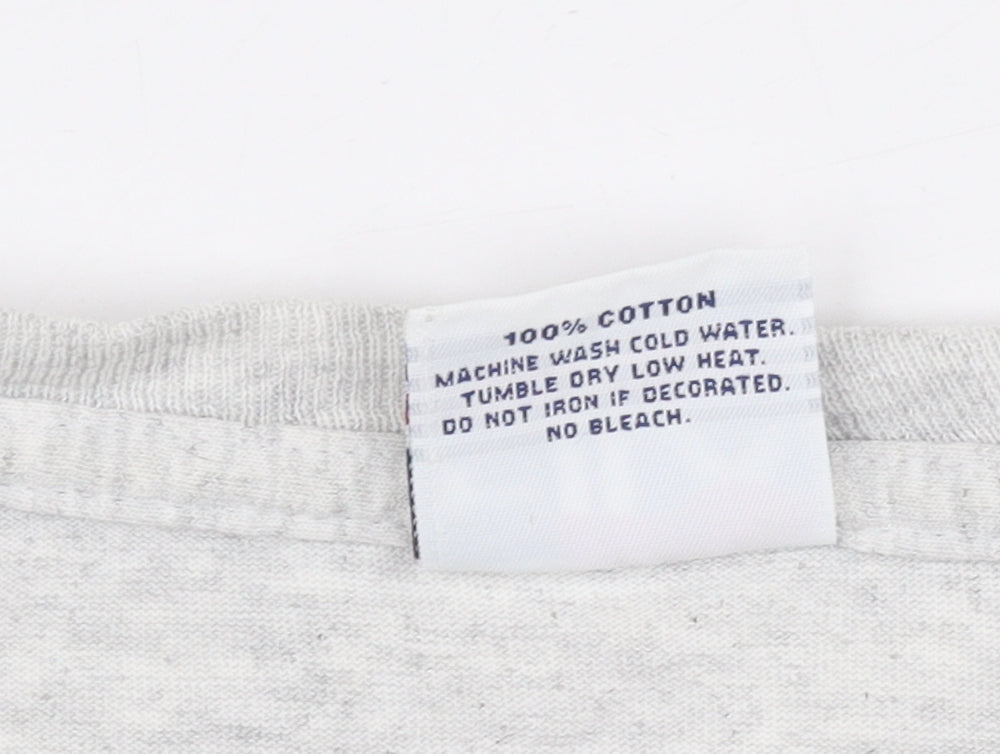 100% COTTON
MACHINE WASH COLD WATER.
TUMBLE DRY LOW HEAT.
DO NOT IRON IF DECORATED.
NO BLEACH.